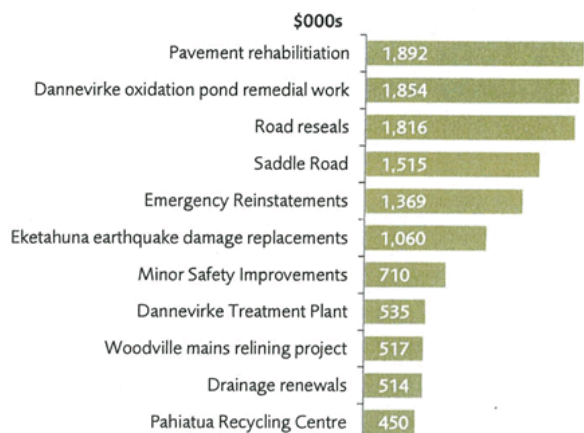 $000s
Pavement rehabilitiation 1,892
Dannevirke oxidation pond remedial work 1,854
Road reseals 1,816
Saddle Road 1,515
Emergency Reinstatements 1,369
Eketahuna earthquake damage replacements 1,060
Minor Safety Improvements 710
Dannevirke Treatment Plant 535
Woodville mains relining project 517
Drainage renewals 514
Pahiatua Recycling Centre 450